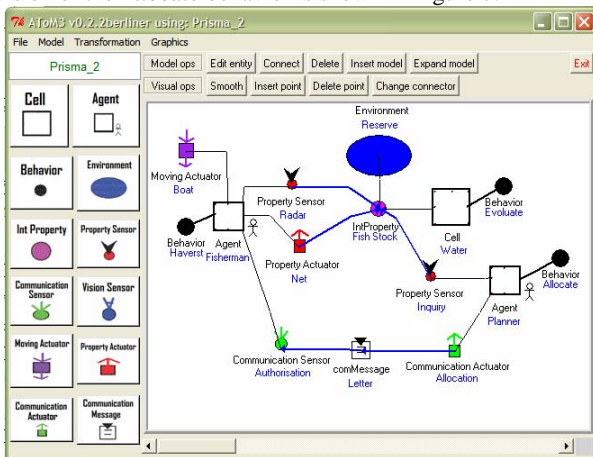 AToM3 v0.2.2berliner using: Prisma_2
File Model Transformation Graphics
Prisma_2
Model ops Edit entity Connect Delete Insert model Expand model Exit
Visual ops Smooth Insert point Delete point Change connector
Cell
Agent
Behavior
Environment
Int Property
Property Sensor
Communication
Sensor
Vision Sensor
Moving Actuator
Property Actuator
Communication
Actuator
Communication
Message
Environment
Reserve
Moving Actuator
Boat
Property Sensor
Radar
Behavior
Haverst
Agent
Fisherman
IntProperty
Fish Stock
Cell
Water
Behavior
Evaluate
Property Actuator
Net
Property Sensor
Inquiry
Behavior
Allocate
Agent
Planner
Communication Sensor
Authorisation
comMessage
Letter
Communication Actuator
Allocation